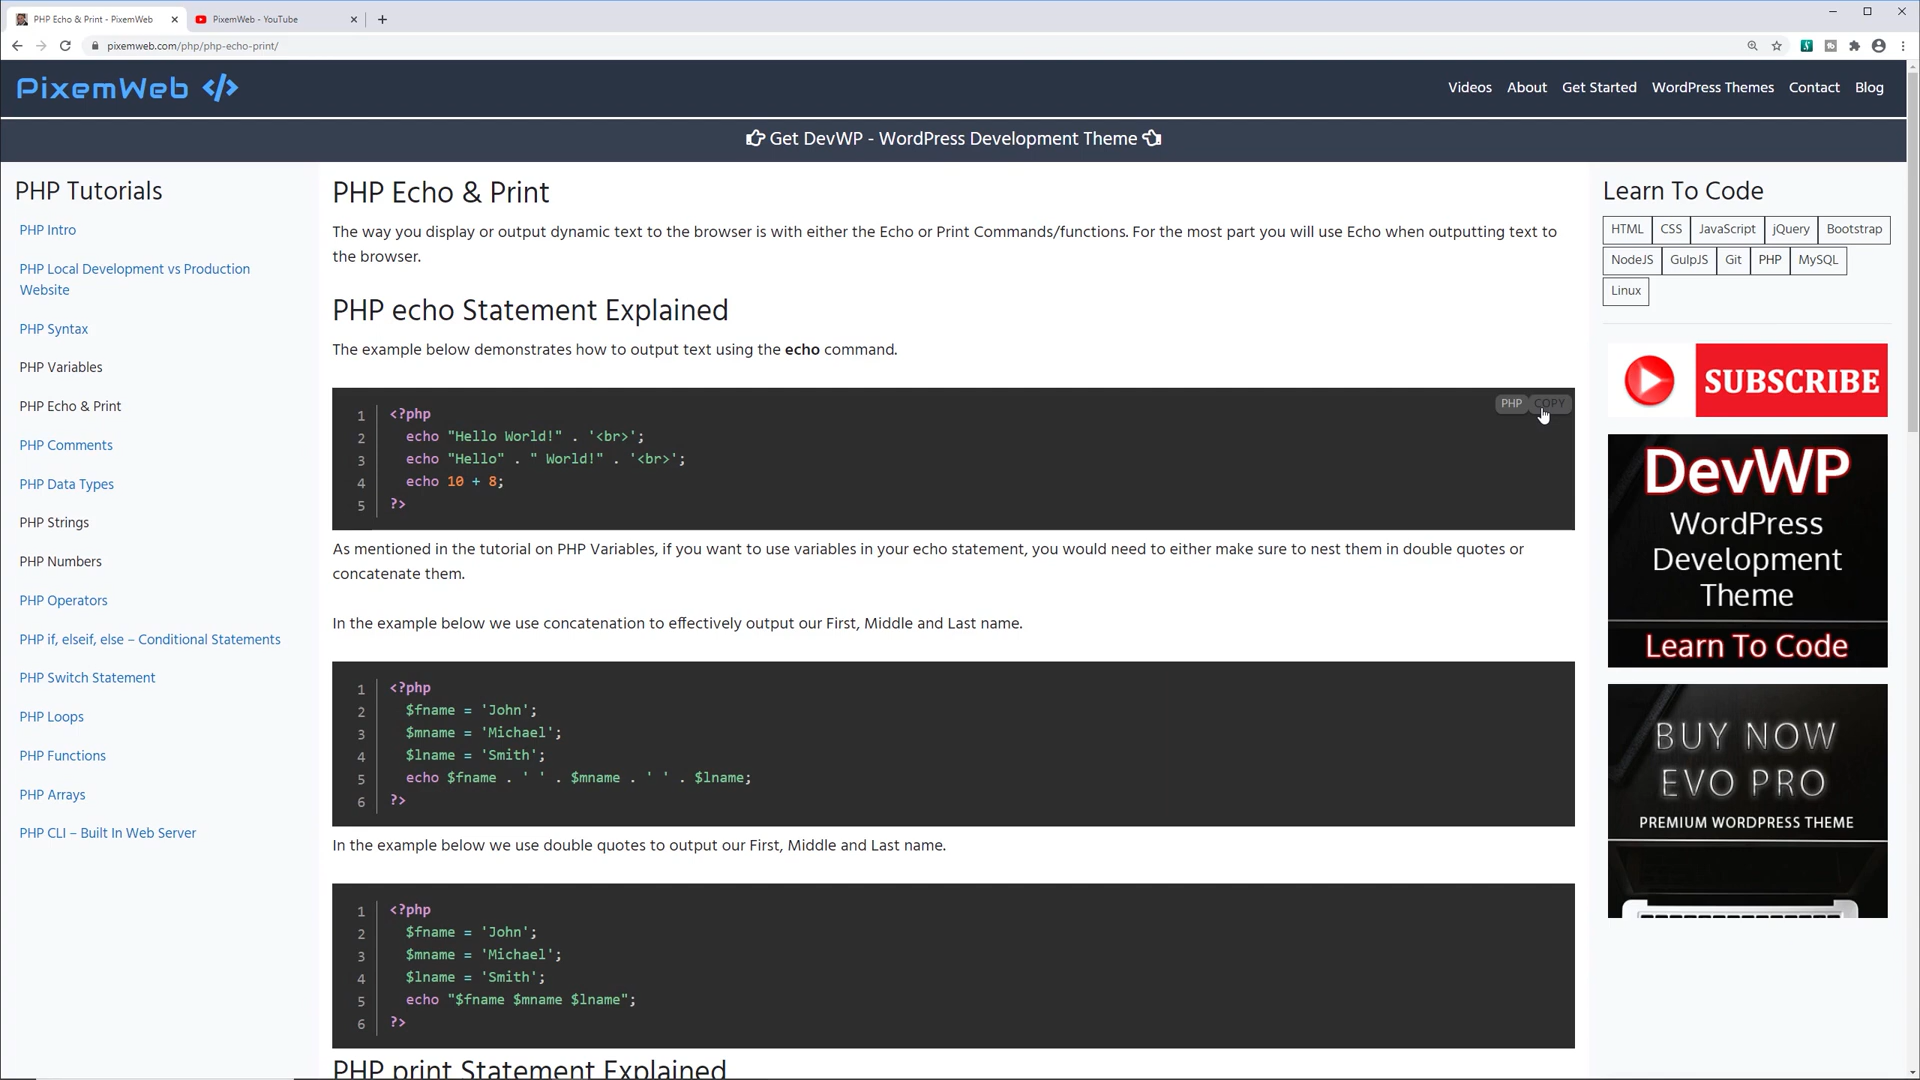 PHP Echo & Print - PixemWeb
PixemWeb - YouTube
pixemweb.com/php/php-echo-print/
PixemWeb </>
Videos About Get Started WordPress Themes Contact Blog
Get DevWP - WordPress Development Theme
PHP Tutorials
PHP Intro
PHP Local Development vs Production
Website
PHP Syntax
PHP Variables
PHP Echo & Print
PHP Comments
PHP Data Types
PHP Strings
PHP Numbers
PHP Operators
PHP if, elseif, else – Conditional Statements
PHP Switch Statement
PHP Loops
PHP Functions
PHP Arrays
PHP CLI – Built In Web Server
PHP Echo & Print
The way you display or output dynamic text to the browser is with either the Echo or Print Commands/functions. For the most part you will use Echo when outputting text to
the browser.
PHP echo Statement Explained
The example below demonstrates how to output text using the echo command.
PHP COPY
1 <?php
2 echo "Hello World!" . '<br>';
3 echo "Hello" . " World!" . '<br>';
4 echo 10 + 8;
5 ?>
As mentioned in the tutorial on PHP Variables, if you want to use variables in your echo statement, you would need to either make sure to nest them in double quotes or
concatenate them.
In the example below we use concatenation to effectively output our First, Middle and Last name.
1 <?php
2 $fname = 'John';
3 $mname = 'Michael';
4 $lname = 'Smith';
5 echo $fname . ' ' . $mname . ' ' . $lname;
6 ?>
In the example below we use double quotes to output our First, Middle and Last name.
1 <?php
2 $fname = 'John';
3 $mname = 'Michael';
4 $lname = 'Smith';
5 echo "$fname $mname $lname";
6 ?>
PHP print Statement Explained
Learn To Code
HTML CSS JavaScript jQuery Bootstrap
NodeJS GulpJS Git PHP MySQL
Linux
SUBSCRIBE
DevWP
WordPress
Development
Theme
Learn To Code
BUY NOW
EVO PRO
PREMIUM WORDPRESS THEME